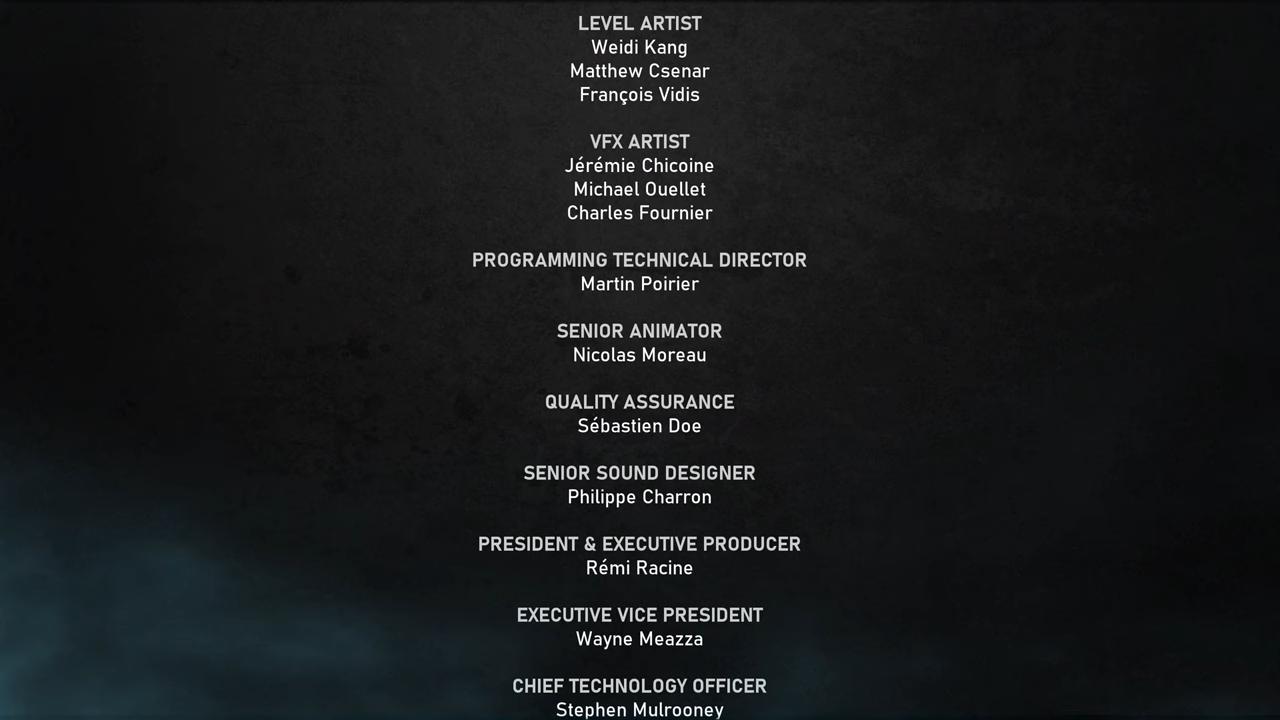 LEVEL ARTIST
Weidi Kang
Matthew Csenar
François Vidis
VFX ARTIST
Jérémie Chicoine
Michael Ouellet
Charles Fournier
PROGRAMMING TECHNICAL DIRECTOR
Martin Poirier
SENIOR ANIMATOR
Nicolas Moreau
QUALITY ASSURANCE
Sébastien Doe
SENIOR SOUND DESIGNER
Philippe Charron
PRESIDENT & EXECUTIVE PRODUCER
Rémi Racine
EXECUTIVE VICE PRESIDENT
Wayne Meazza
CHIEF TECHNOLOGY OFFICER
Stephen Mulrooney